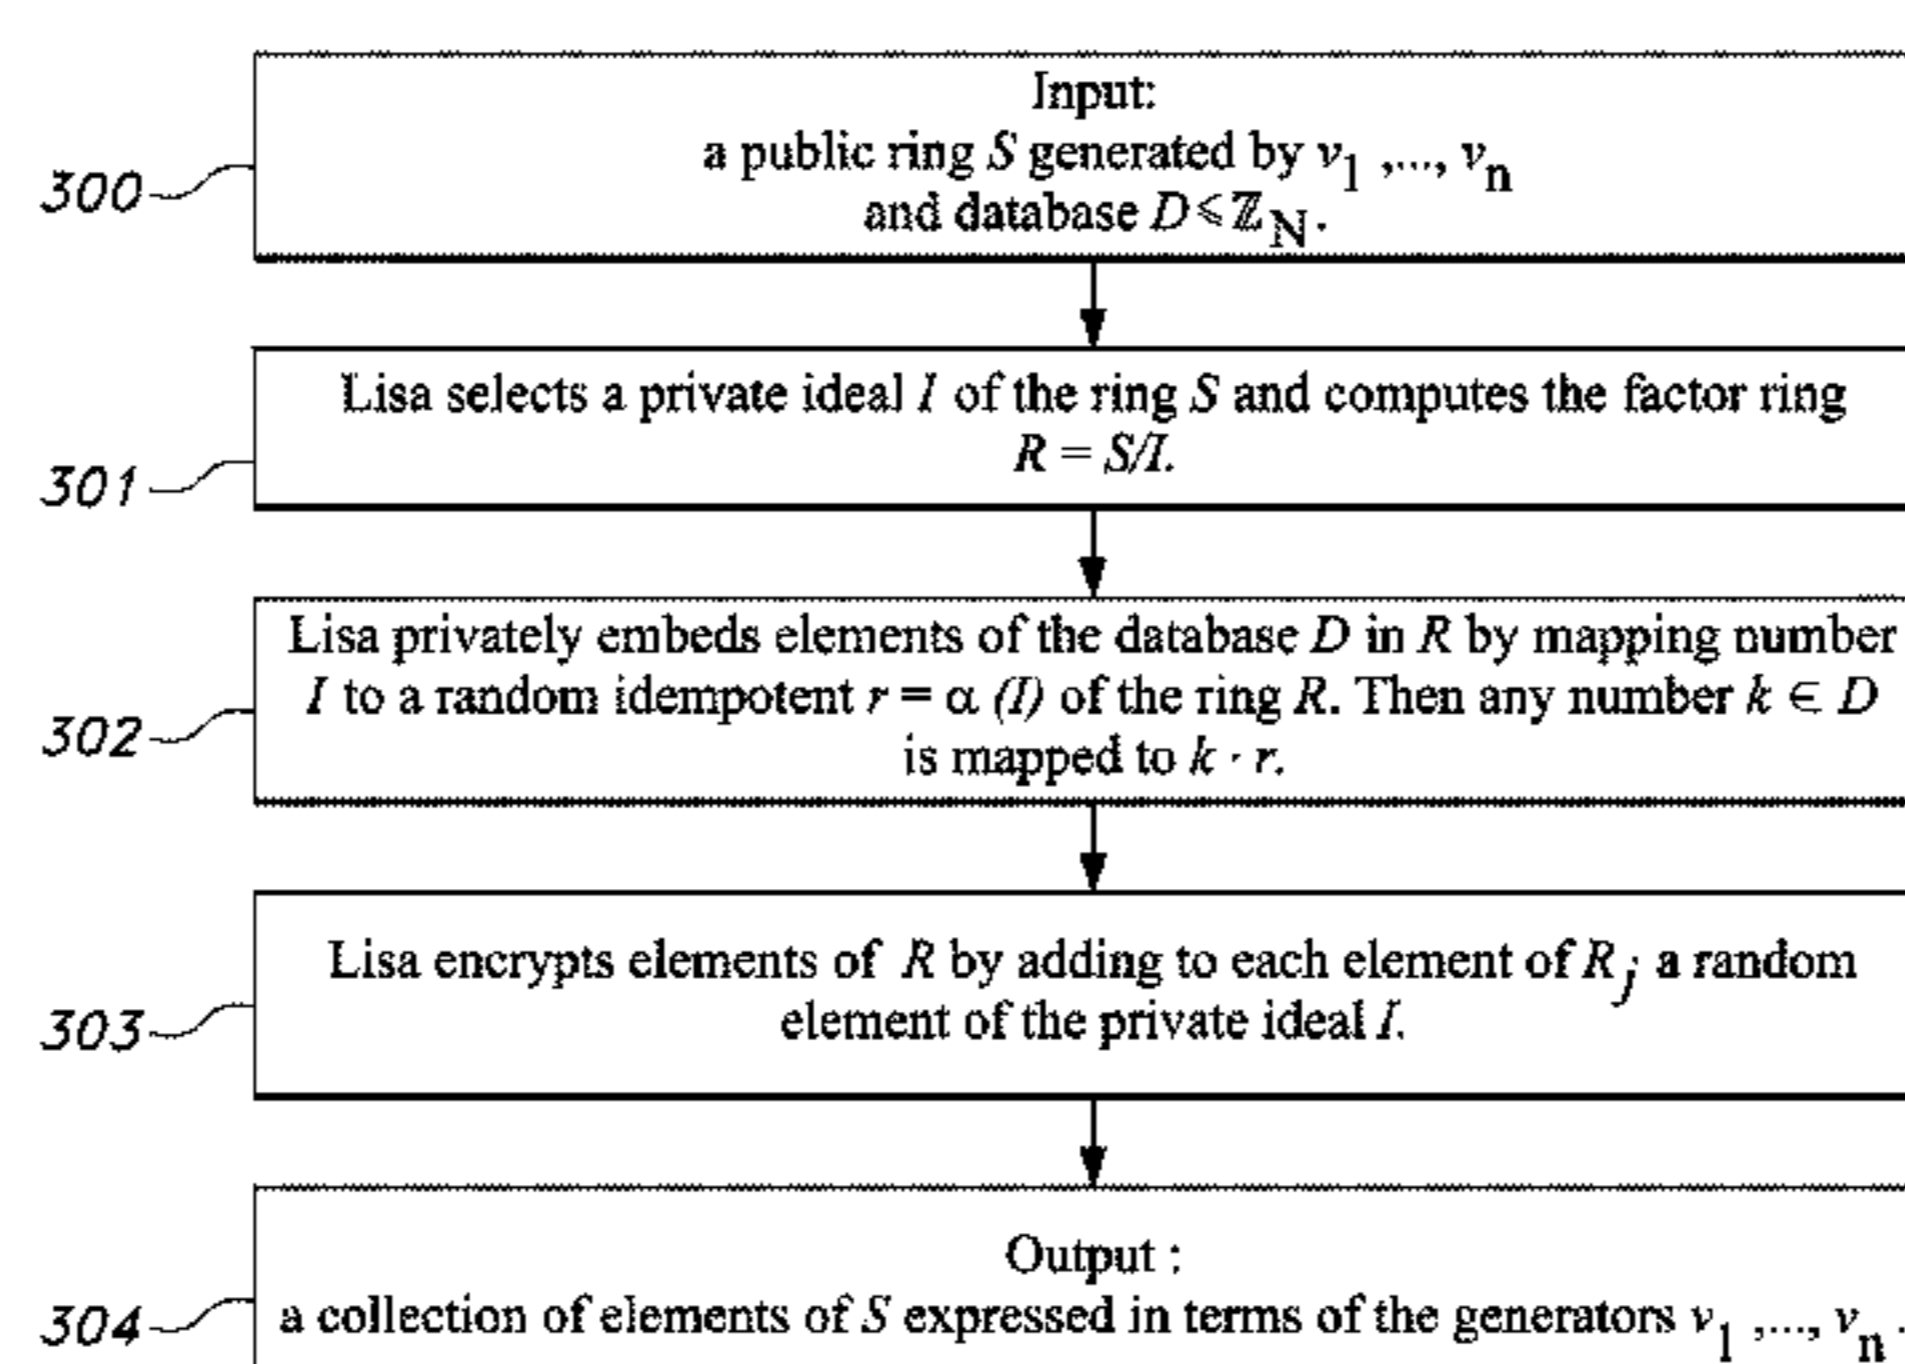 Input:
a public ring S generated by v1 ,..., vn
and database D ⩽ ℤN.
300
Lisa selects a private ideal I of the ring S and computes the factor ring
R = S/I.
301
Lisa privately embeds elements of the database D in R by mapping number
I to a random idempotent r = α (I) of the ring R. Then any number k ∈ D
is mapped to k · r.
302
Lisa encrypts elements of R by adding to each element of Rj a random
element of the private ideal I.
303
Output :
a collection of elements of S expressed in terms of the generators v1 ,..., vn .
304